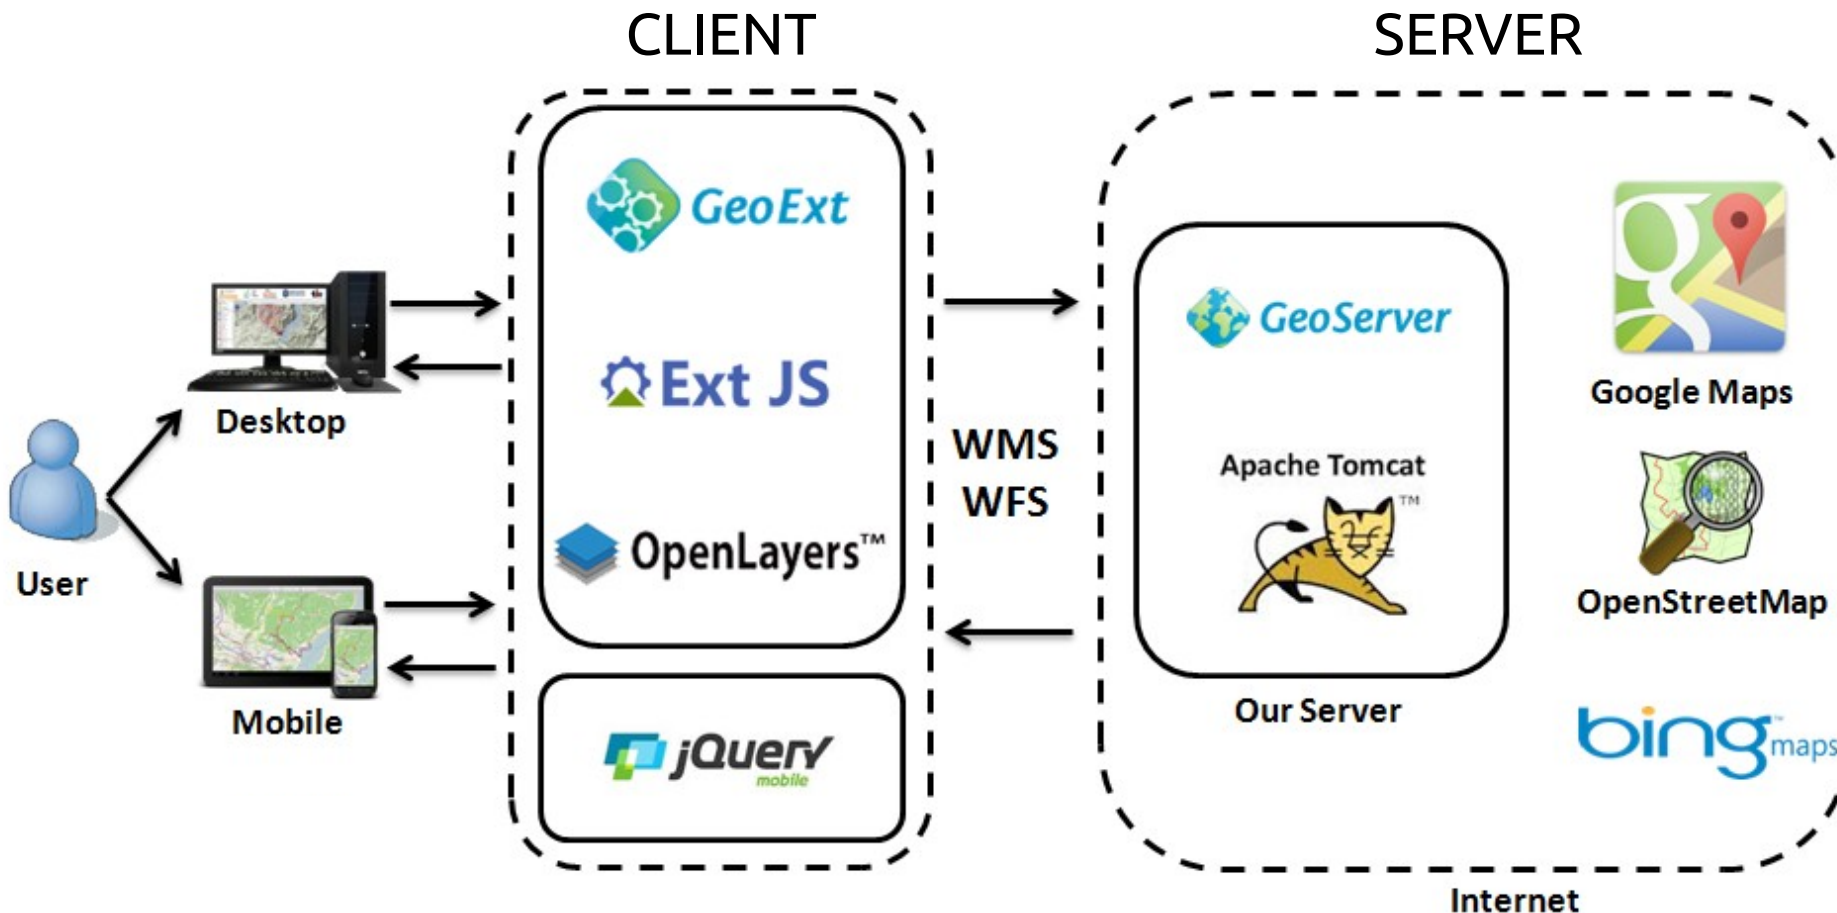 CLIENT
SERVER
GeoExt
Ext JS
OpenLayers™
jQuery
mobile
Desktop
User
Mobile
WMS
WFS
GeoServer
Apache Tomcat
TM
Our Server
Google Maps
OpenStreetMap
bing™
maps
Internet